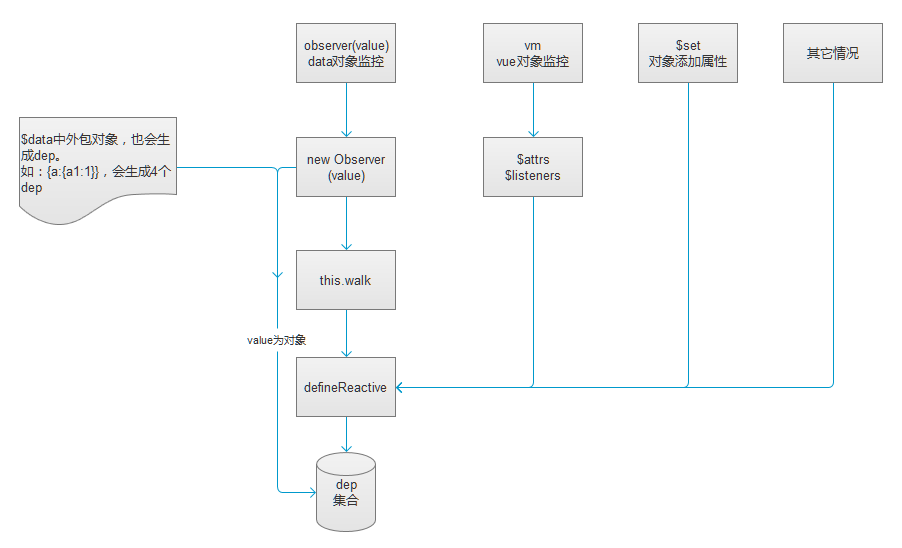 observer(value)
data对象监控
vm
vue对象监控
$set
对象添加属性
其它情况
$data中外包对象，也会生
成dep。
如：{a:{a1:1}}，会生成4个
dep
new Observer
(value)
$attrs
$listeners
this.walk
value为对象
defineReactive
dep
集合